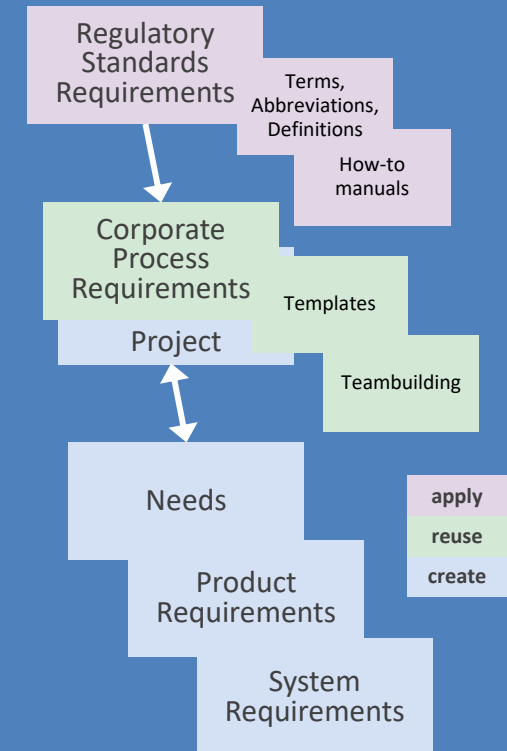 Regulatory
Standards
Requirements
Terms,
Abbreviations,
Definitions
How-to
manuals
Corporate
Process
Requirements
Templates
Project
Teambuilding
Needs
apply
reuse
create
Product
Requirements
System
Requirements